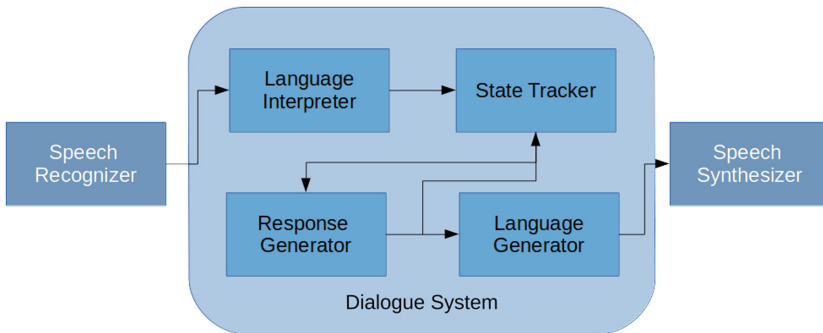 Language
Interpreter
State Tracker
Speech
Recognizer
Speech
Synthesizer
Response
Generator
Language
Generator
Dialogue System